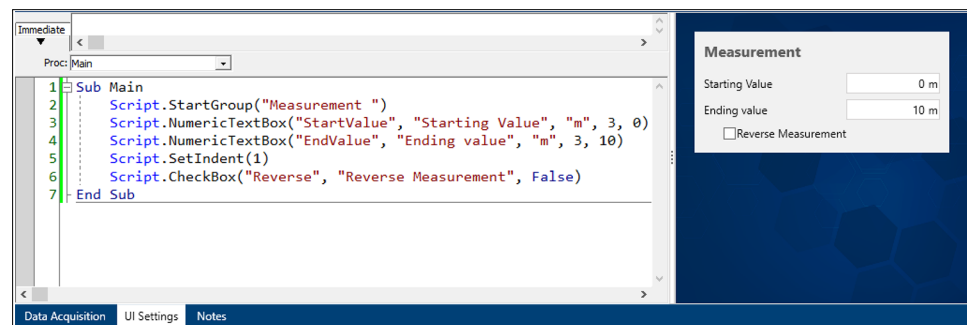 Immediate
Proc: Main
1 Sub Main
2 Script.StartGroup("Measurement ")
3 Script.NumericTextBox("StartValue", "Starting Value", "m", 3, 0)
4 Script.NumericTextBox("EndValue", "Ending value", "m", 3, 10)
5 Script.SetIndent(1)
6 Script.CheckBox("Reverse", "Reverse Measurement", False)
7 End Sub
Data Acquisition UI Settings Notes
Measurement
Starting Value 0 m
Ending value 10 m
Reverse Measurement